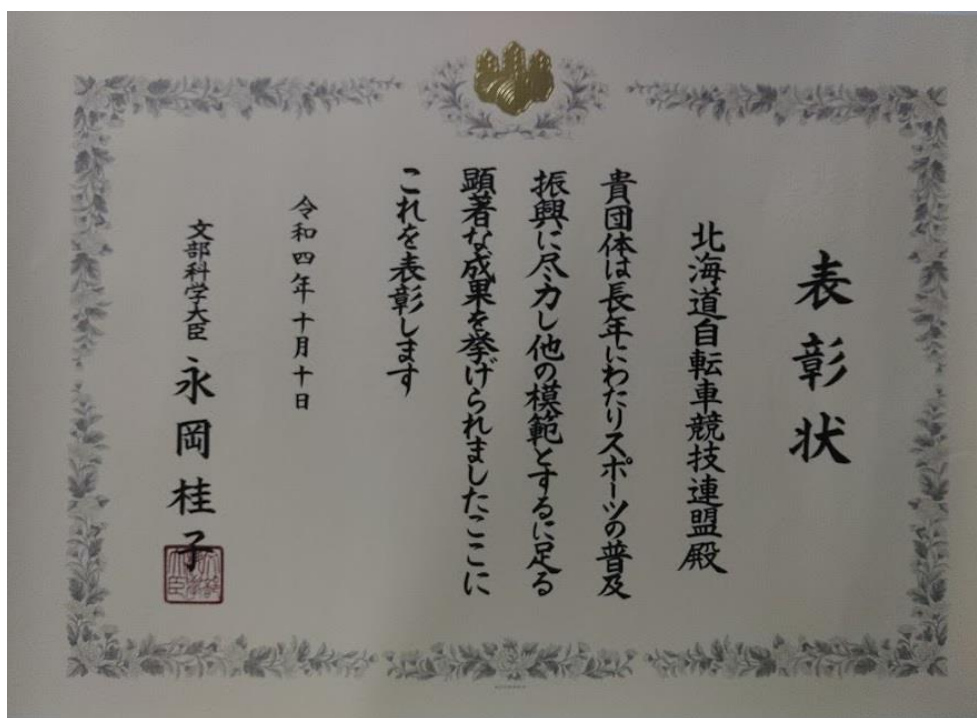 表彰状
北海道自転車競技連盟殿
貴団体は長年にわたりスポーツの普及
振興に尽力し他の模範とするに足る
顕著な成果を挙げられましたここに
これを表彰します
令和四年十月十日
文部科学大臣 永岡桂子